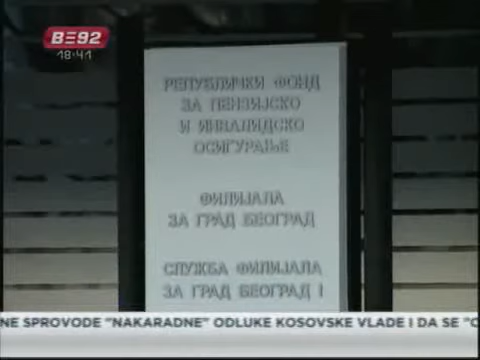 B92
18:41
РЕПУБЛИЧКИ ФОНД
ЗА ПЕНЗИЈСКО
И ИНВАЛИДСКО
ОСИГУРАЊЕ
ФИЛИЈАЛА
ЗА ГРАД БЕОГРАД
СЛУЖБА ФИЛИЈАЛА
ЗА ГРАД БЕОГРАД I
NE SPROVODE "NAKARADNE" ODLUKE KOSOVSKE VLADE I DA SE "O